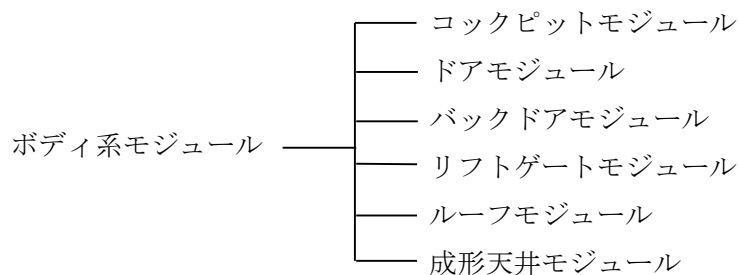 ボディ系モジュール
コックピットモジュール
ドアモジュール
バックドアモジュール
リフトゲートモジュール
ルーフモジュール
成形天井モジュール